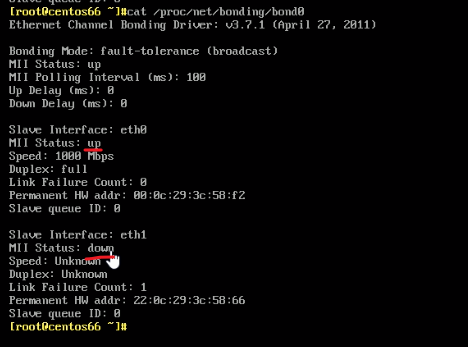 Slave queue ID: 0
[root@centos66 ~]#cat /proc/net/bonding/bond0
Ethernet Channel Bonding Driver: v3.7.1 (April 27, 2011)
Bonding Mode: fault-tolerance (broadcast)
MII Status: up
MII Polling Interval (ms): 100
Up Delay (ms): 0
Down Delay (ms): 0
Slave Interface: eth0
MII Status: up
Speed: 1000 Mbps
Duplex: full
Link Failure Count: 0
Permanent HW addr: 00:0c:29:3c:58:f2
Slave queue ID: 0
Slave Interface: eth1
MII Status: down
Speed: Unknown
Duplex: Unknown
Link Failure Count: 1
Permanent HW addr: 22:0c:29:3c:58:66
Slave queue ID: 0
[root@centos66 ~]#